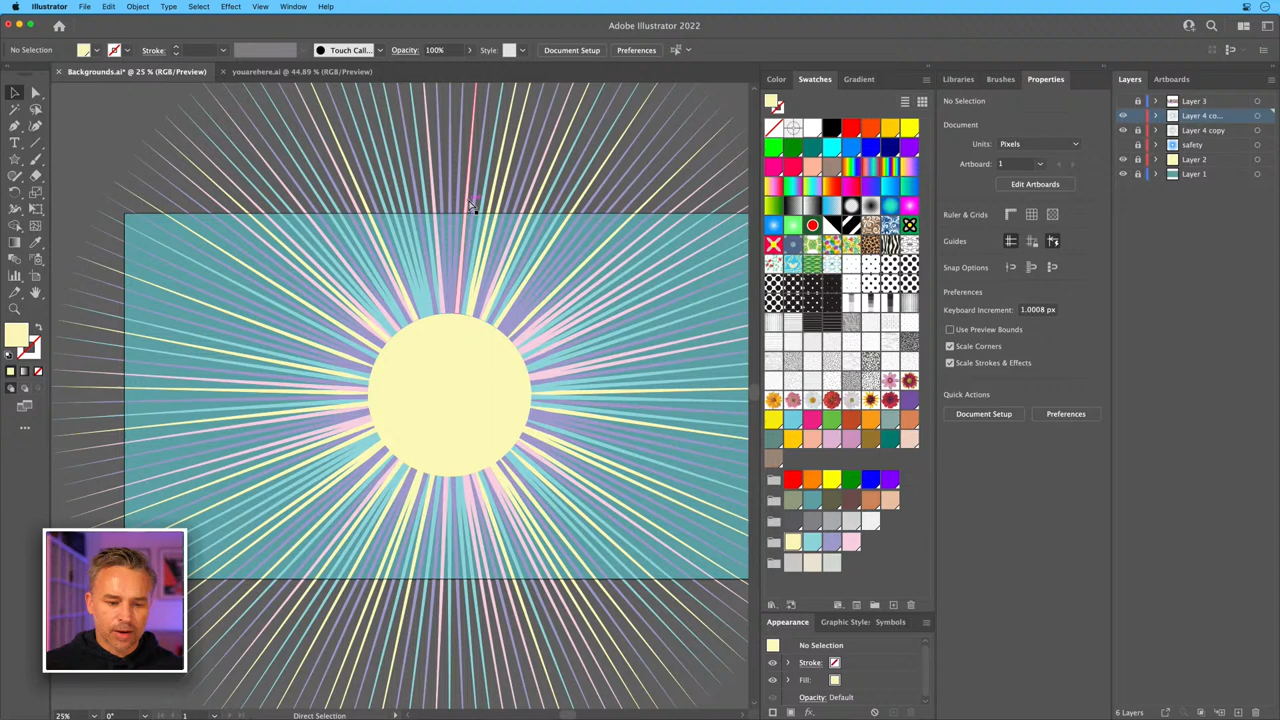 Illustrator File Edit Object Type Select Effect View Window Help
Adobe Illustrator 2022
No Selection Stroke: Touch Call... Opacity: 100% Style: Document Setup Preferences
× Backgrounds.ai* @ 25 % (RGB/Preview) × youarehere.ai @ 44.89 % (RGB/Preview)
Color Swatches Gradient
Libraries Brushes Properties
Layers Artboards
No Selection
Document
Units: Pixels
Artboard: 1
Edit Artboards
Ruler & Grids
Guides
Snap Options
Preferences
Keyboard Increment: 1.0008 px
Use Preview Bounds
Scale Corners
Scale Strokes & Effects
Quick Actions
Document Setup Preferences
Layer 3
Layer 4 co...
Layer 4 copy
safety
Layer 2
Layer 1
Appearance Graphic Style Symbols
No Selection
Stroke:
Fill:
Opacity: Default
fx
25% 0° 1 Direct Selection
6 Layers